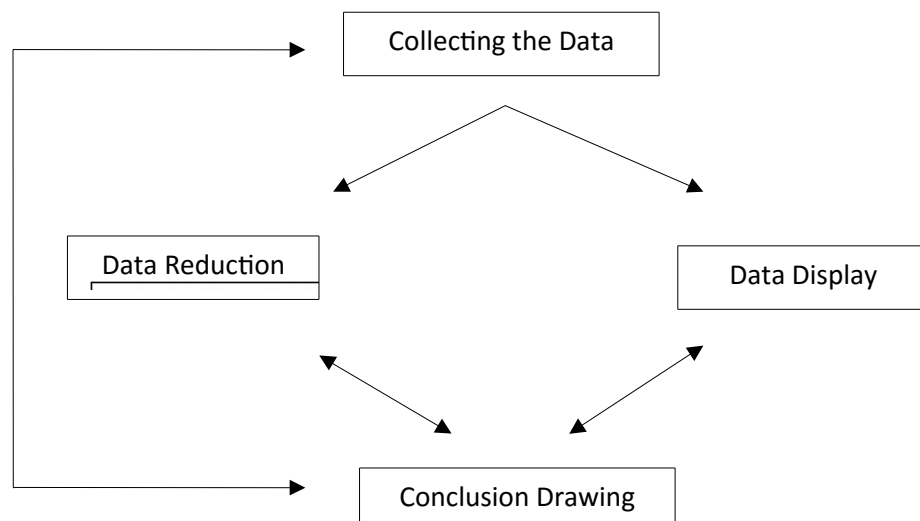 Collecting the Data
Data Reduction
Data Display
Conclusion Drawing